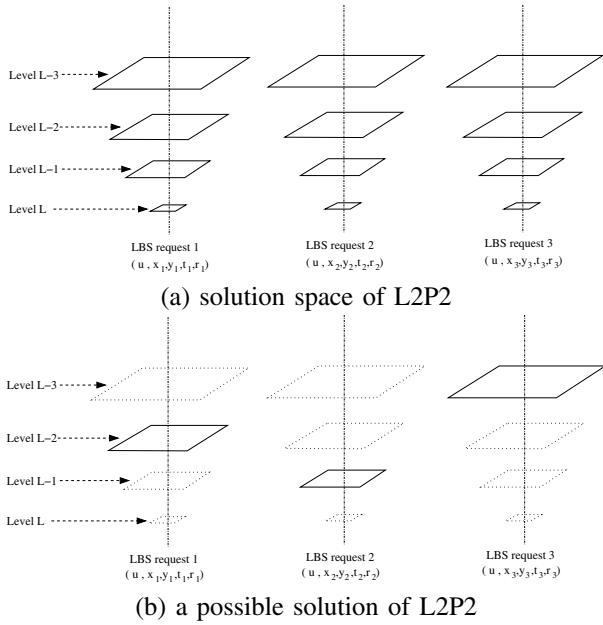 Level L−3
Level L−2
Level L−1
Level L
LBS request 1
( u , x₁,y₁,t₁,r₁)
LBS request 2
( u , x₂,y₂,t₂,r₂)
LBS request 3
( u , x₃,y₃,t₃,r₃)
(a) solution space of L2P2
Level L−3
Level L−2
Level L−1
Level L
LBS request 1
( u , x₁,y₁,t₁,r₁)
LBS request 2
( u , x₂,y₂,t₂,r₂)
LBS request 3
( u , x₃,y₃,t₃,r₃)
(b) a possible solution of L2P2